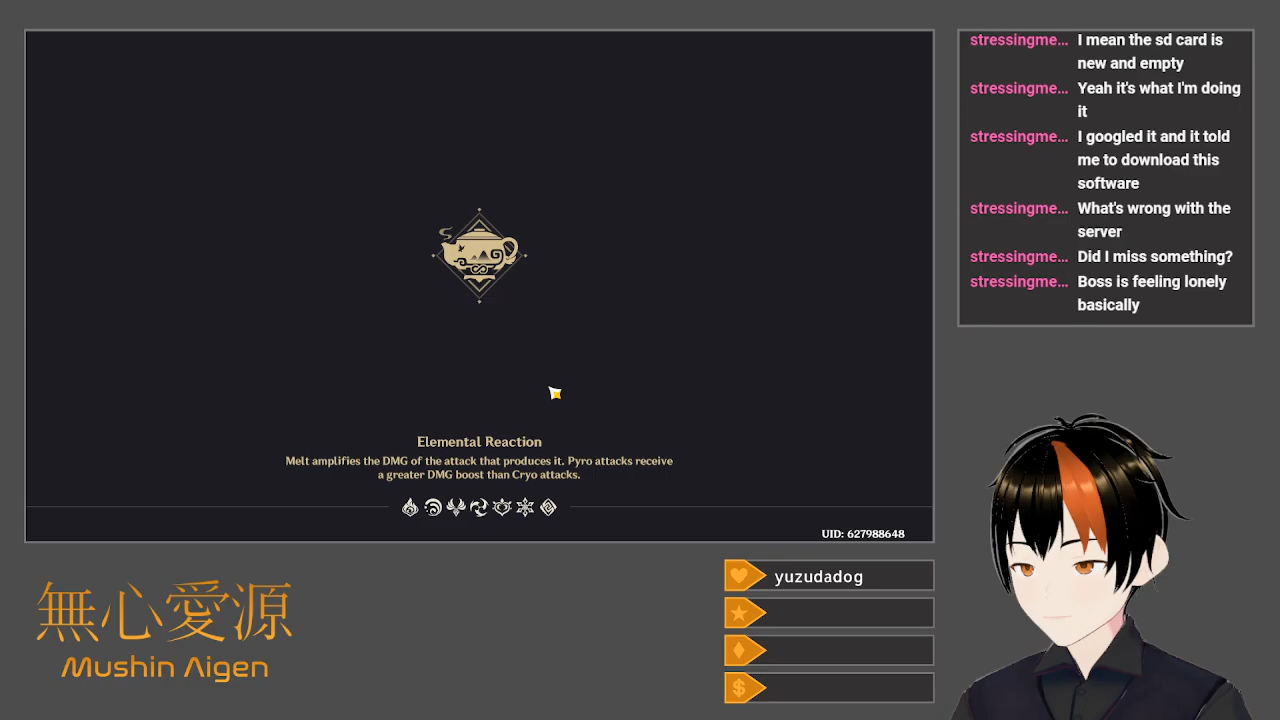 stressingme... I mean the sd card is
new and empty
stressingme... Yeah it's what I'm doing
it
stressingme... I googled it and it told
me to download this
software
stressingme... What's wrong with the
server
stressingme... Did I miss something?
stressingme... Boss is feeling lonely
basically
Elemental Reaction
Melt amplifies the DMG of the attack that produces it. Pyro attacks receive
a greater DMG boost than Cryo attacks.
UID: 627988648
無心愛源
Mushin Aigen
yuzudadog
$